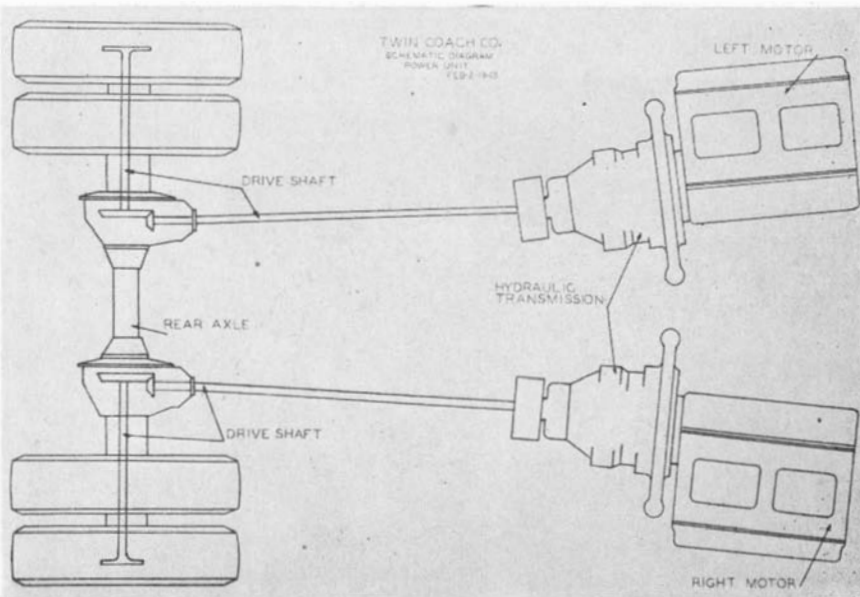 TWIN COACH CO.
SCHEMATIC DIAGRAM
POWER UNIT
LEFT MOTOR
DRIVE SHAFT
HYDRAULIC
TRANSMISSION
REAR AXLE
DRIVE SHAFT
RIGHT MOTOR